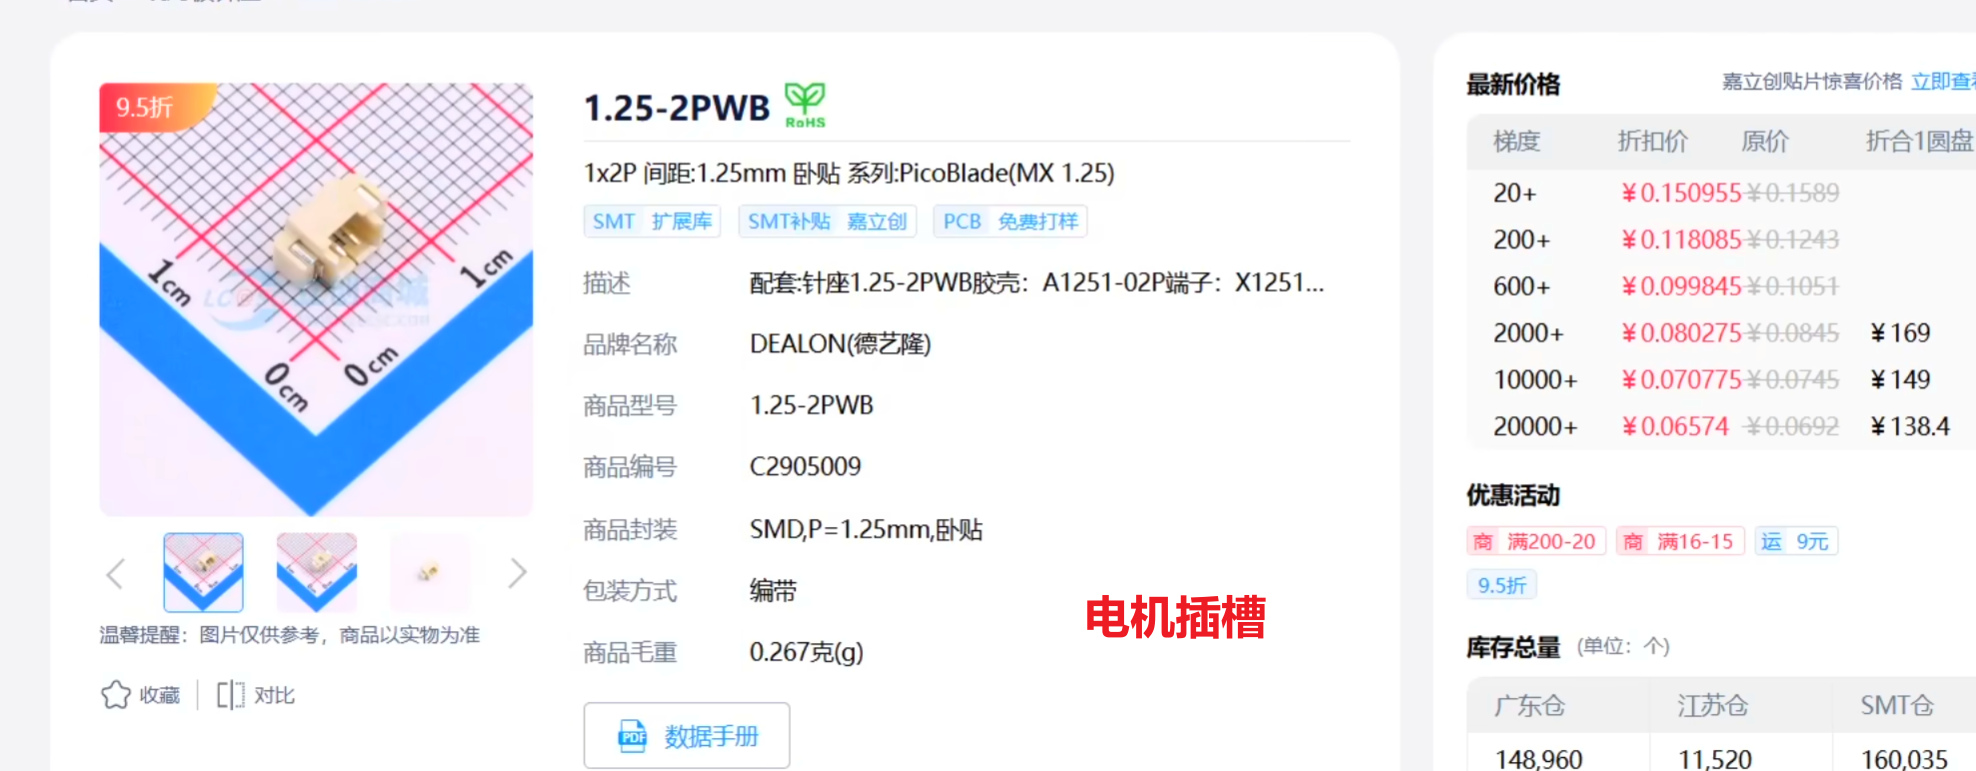 9.5折
1cm
1cm
0cm
0cm
1.25-2PWB
RoHS
1x2P 间距:1.25mm 卧贴 系列:PicoBlade(MX 1.25)
SMT 扩展库
SMT补贴 嘉立创
PCB 免费打样
描述 配套:针座1.25-2PWB胶壳：A1251-02P端子：X1251...
品牌名称 DEALON(德艺隆)
商品型号 1.25-2PWB
商品编号 C2905009
商品封装 SMD,P=1.25mm,卧贴
包装方式 编带
商品毛重 0.267克(g)
电机插槽
数据手册
温馨提醒：图片仅供参考，商品以实物为准
收藏 对比
最新价格 嘉立创贴片惊喜价格 立即查
梯度 折扣价 原价 折合1圆盘
20+ ￥0.150955 ￥0.1589
200+ ￥0.118085 ￥0.1243
600+ ￥0.099845 ￥0.1051
2000+ ￥0.080275 ￥0.0845 ￥169
10000+ ￥0.070775 ￥0.0745 ￥149
20000+ ￥0.06574 ￥0.0692 ￥138.4
优惠活动
商 满200-20 商 满16-15 运 9元
9.5折
库存总量 (单位：个)
广东仓 江苏仓 SMT仓
148,960 11,520 160,035